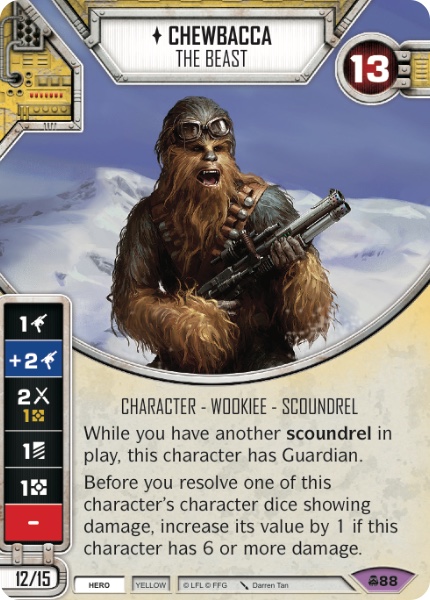 CHEWBACCA
THE BEAST
13
1
+2
2
1
1
1
-
CHARACTER - WOOKIEE - SCOUNDREL
While you have another scoundrel in
play, this character has Guardian.
Before you resolve one of this
character's character dice showing
damage, increase its value by 1 if this
character has 6 or more damage.
12/15
HERO
YELLOW
© LFL © FFG
Darren Tan
88